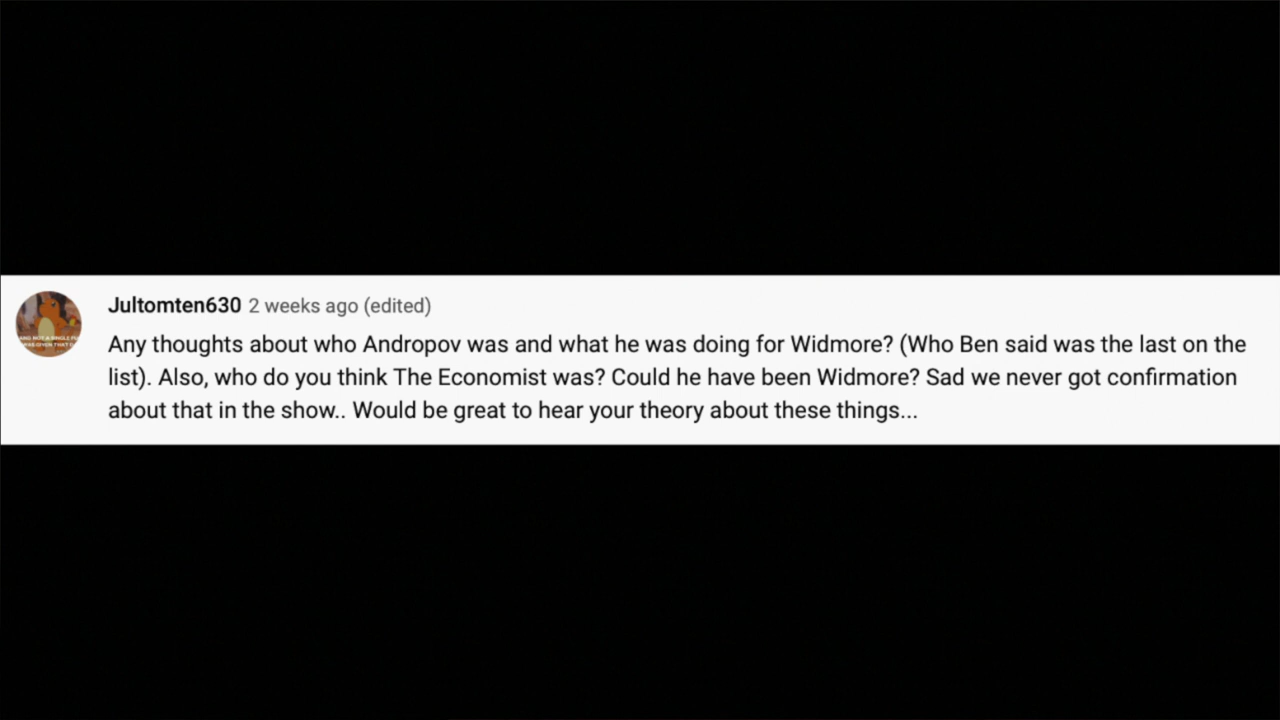 Jultomten630 2 weeks ago (edited)
Any thoughts about who Andropov was and what he was doing for Widmore? (Who Ben said was the last on the
list). Also, who do you think The Economist was? Could he have been Widmore? Sad we never got confirmation
about that in the show.. Would be great to hear your theory about these things...